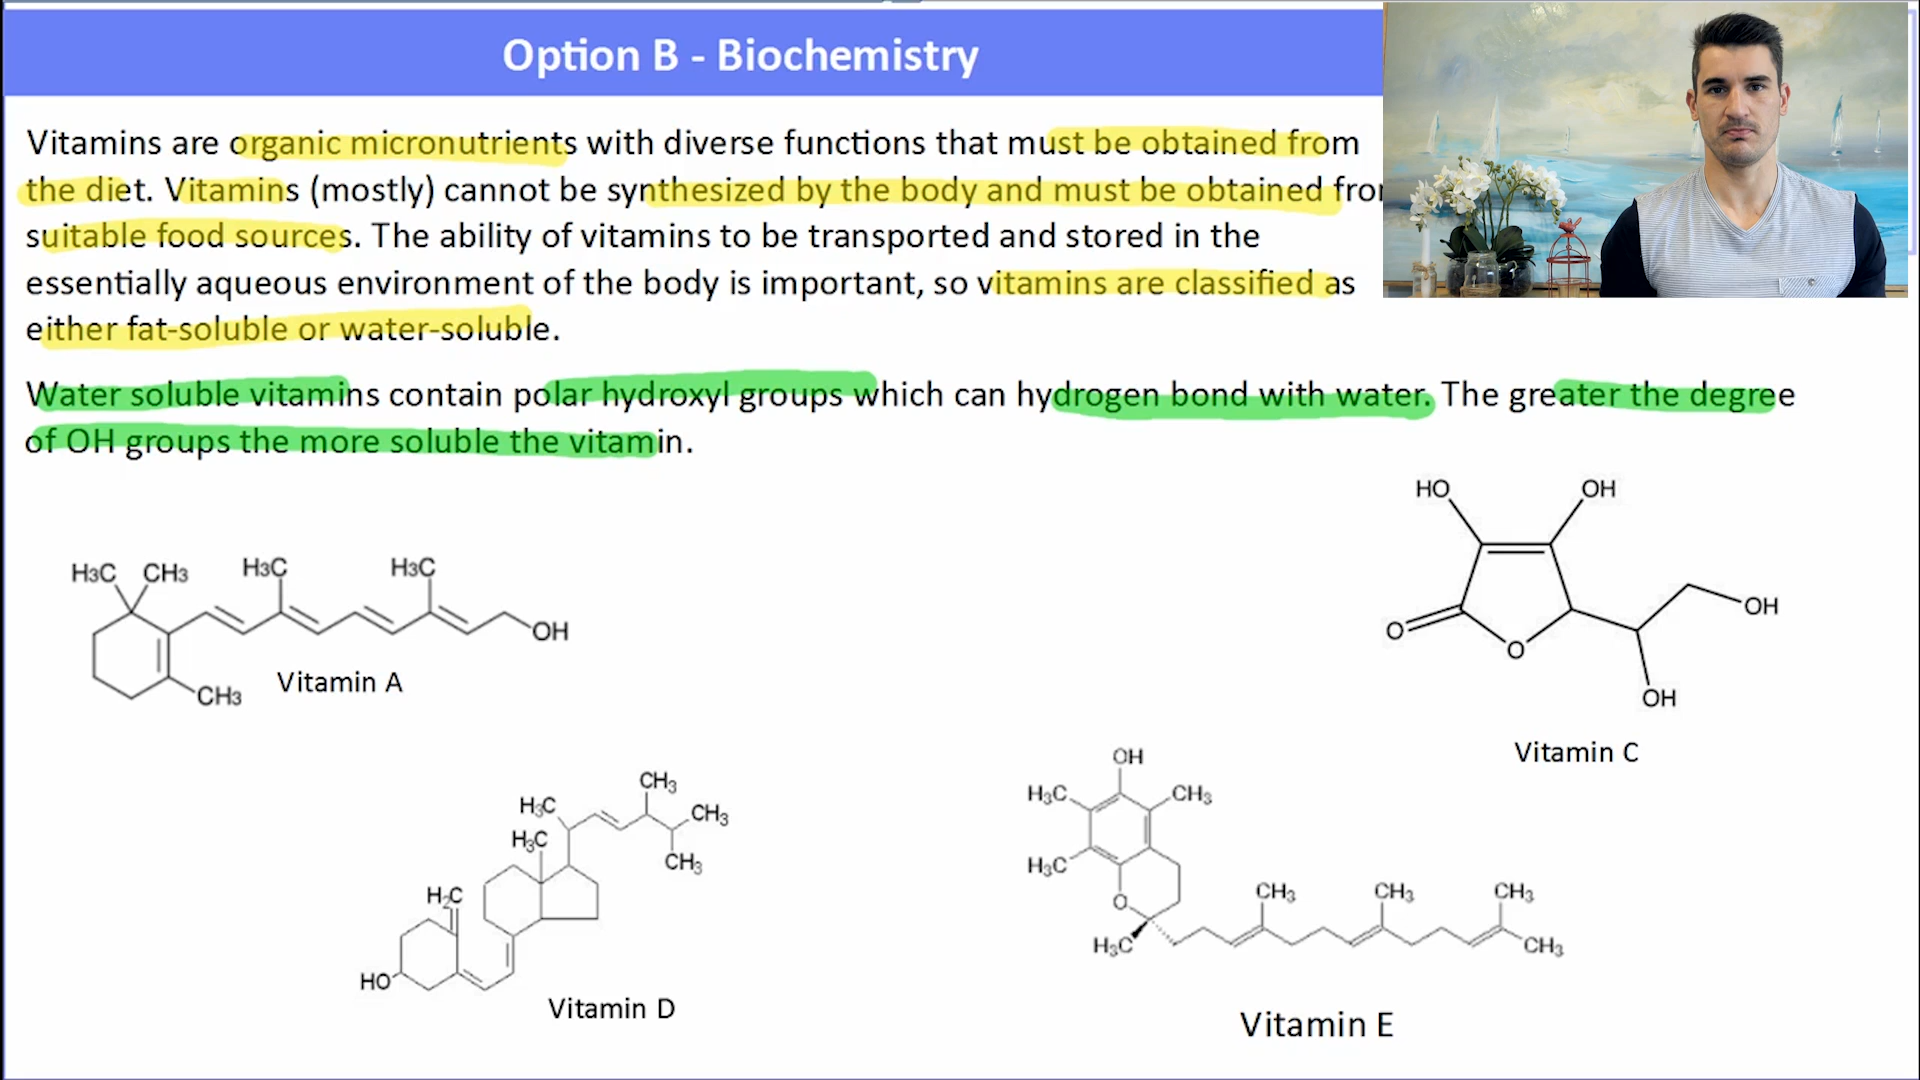 Option B - Biochemistry
Vitamins are organic micronutrients with diverse functions that must be obtained from
the diet. Vitamins (mostly) cannot be synthesized by the body and must be obtained
suitable food sources. The ability of vitamins to be transported and stored in the
essentially aqueous environment of the body is important, so vitamins are classified as
either fat-soluble or water-soluble.
Water soluble vitamins contain polar hydroxyl groups which can hydrogen bond with water. The greater the degree
of OH groups the more soluble the vitamin.
HO OH
H₃C CH₃ H₃C H₃C
O O OH
OH
CH₃
OH
Vitamin A
Vitamin C
OH
CH₃
H₃C
H₃C CH₃
CH₃
H₃C
CH₃
H₃C
H₂C
O
CH₃ CH₃ CH₃
H₃C
CH₃
HO
Vitamin D
Vitamin E